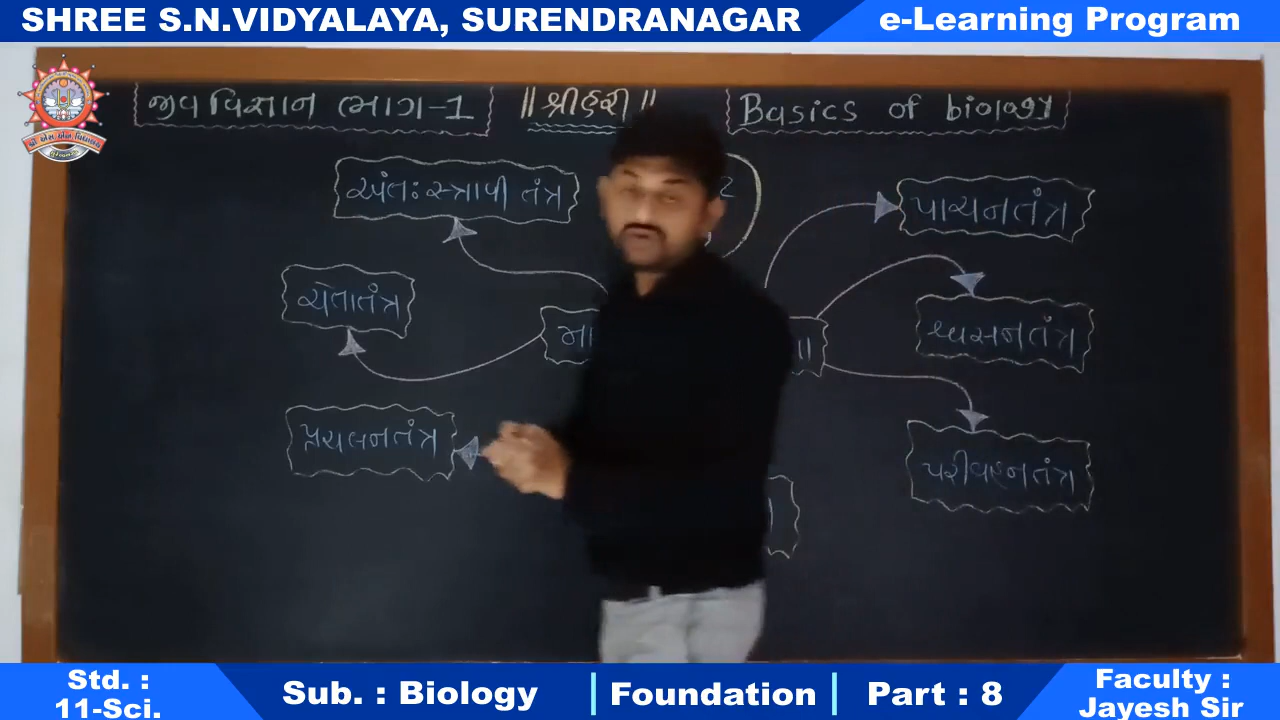 SHREE S.N.VIDYALAYA, SURENDRANAGAR
e-Learning Program
જીવ વિજ્ઞાન ભાગ-1
॥શ્રીહરી॥
Basics of biology
અંતઃસ્ત્રાવી તંત્ર
પાચનતંત્ર
ચેતાતંત્ર
શ્વસનતંત્ર
મા
પ્રચલનતંત્ર
પરીવહનતંત્ર
Std. :
11-Sci.
Sub. : Biology
Foundation
Part : 8
Faculty :
Jayesh Sir